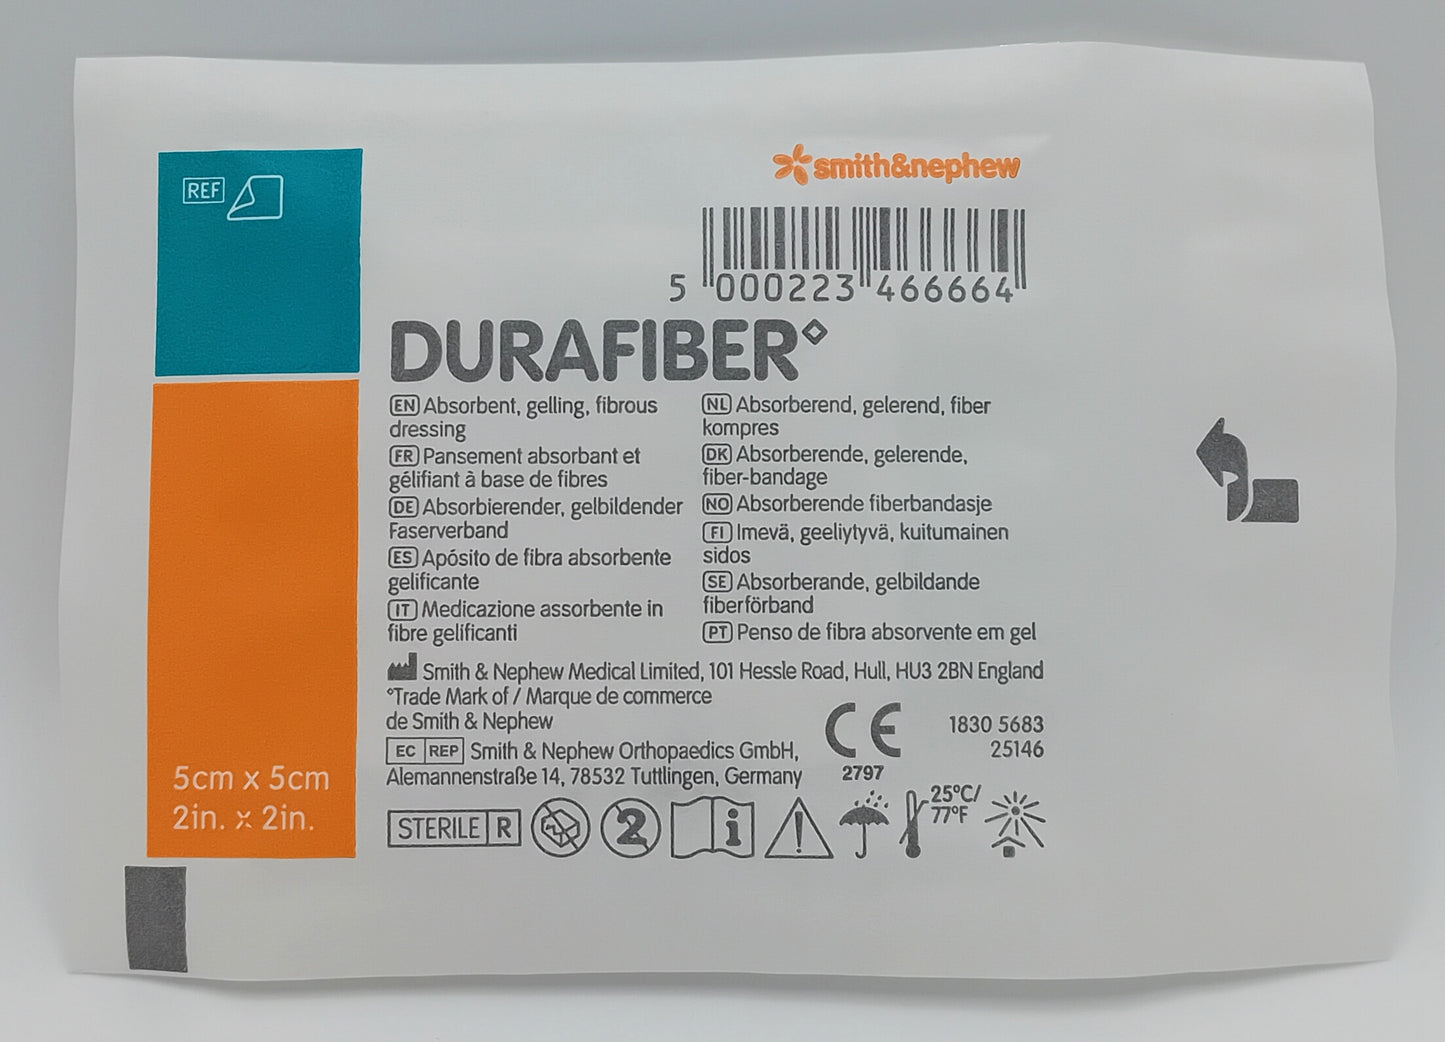 REF
smith&nephew
5 000223 466664
DURAFIBER◇
EN Absorbent, gelling, fibrous
dressing
FR Pansement absorbant et
gélifiant à base de fibres
DE Absorbierender, gelbildender
Faserverband
ES Apósito de fibra absorbente
gelificante
IT Medicazione assorbente in
fibre gelificanti
NL Absorberend, gelerend, fiber
kompres
DK Absorberende, gelerende,
fiber-bandage
NO Absorberende fiberbandasje
FI Imevä, geeliytyvä, kuitumainen
sidos
SE Absorberande, gelbildande
fiberförband
PT Penso de fibra absorvente em gel
Smith & Nephew Medical Limited, 101 Hessle Road, Hull, HU3 2BN England
◇Trade Mark of / Marque de commerce
de Smith & Nephew
EC REP Smith & Nephew Orthopaedics GmbH,
Alemannenstraße 14, 78532 Tuttlingen, Germany
CE
2797
1830 5683
25146
5cm x 5cm
2in. x 2in.
STERILE R
2
i
!
25°C/
77°F